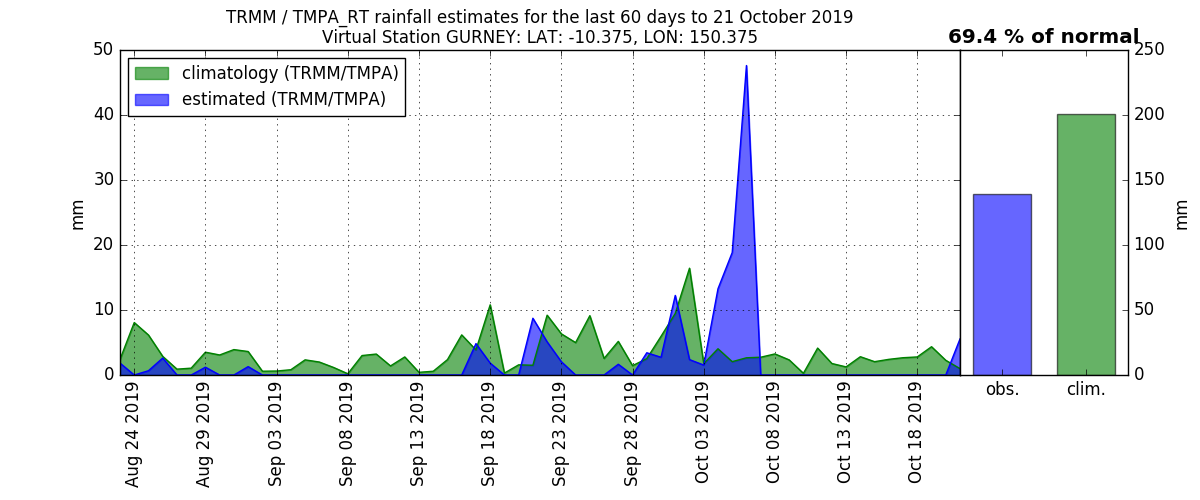 TRMM / TMPA_RT rainfall estimates for the last 60 days to 21 October 2019
Virtual Station GURNEY: LAT: -10.375, LON: 150.375
69.4 % of normal
climatology (TRMM/TMPA)
estimated (TRMM/TMPA)
mm
50
40
30
20
10
0
Aug 24 2019
Aug 29 2019
Sep 03 2019
Sep 08 2019
Sep 13 2019
Sep 18 2019
Sep 23 2019
Sep 28 2019
Oct 03 2019
Oct 08 2019
Oct 13 2019
Oct 18 2019
obs.
clim.
250
200
150
100
50
0
mm